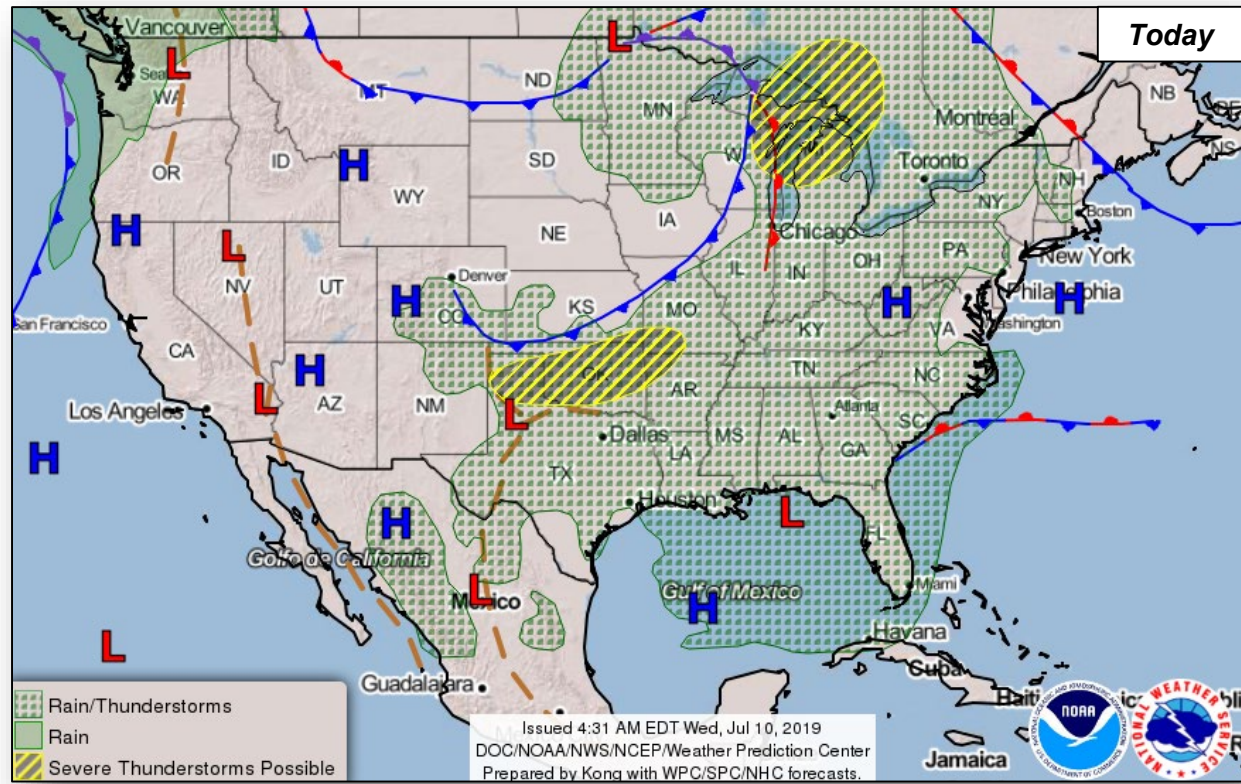 Today
Vancouver
L
L
Sea
WA
MT
ND
MN
Montreal
NB
NS
OR
ID
H
WY
SD
W
Toronto
NH
NY
Boston
H
L
NV
UT
Denver
H
CO
NE
IA
Chicago
IL
IN
OH
PA
New York
Philadelphia
H
H
VA
ashington
KS
MO
KY
San Francisco
CA
H
AZ
NM
OK
AR
TN
NC
Los Angeles
L
L
Dallas
MS
AL
Atlanta
GA
SC
LA
H
TX
Houston
L
FL
H
Golfo de California
L
México
Gulf of Mexico
H
Miami
Havana
Cuba
L
Guadalajara
Jamaica
Rain/Thunderstorms
Rain
Severe Thunderstorms Possible
Issued 4:31 AM EDT Wed, Jul 10, 2019
DOC/NOAA/NWS/NCEP/Weather Prediction Center
Prepared by Kong with WPC/SPC/NHC forecasts.
NOAA
NATIONAL WEATHER SERVICE